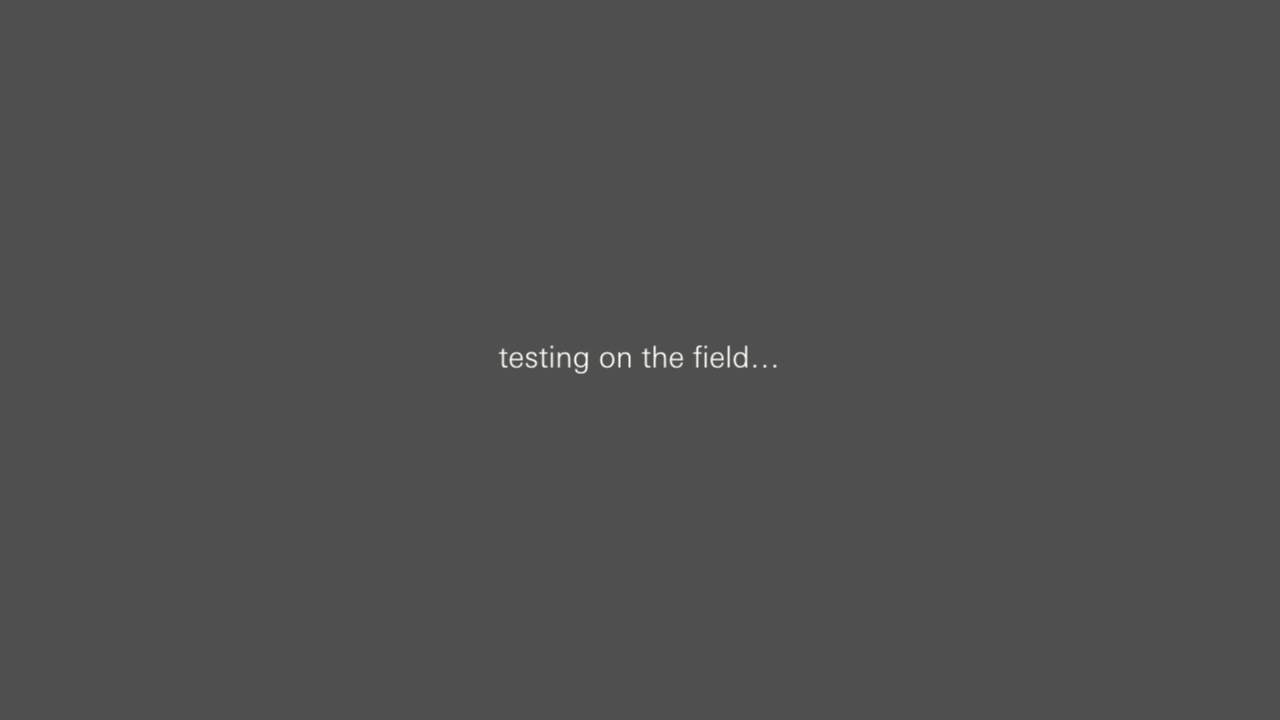 testing on the field…